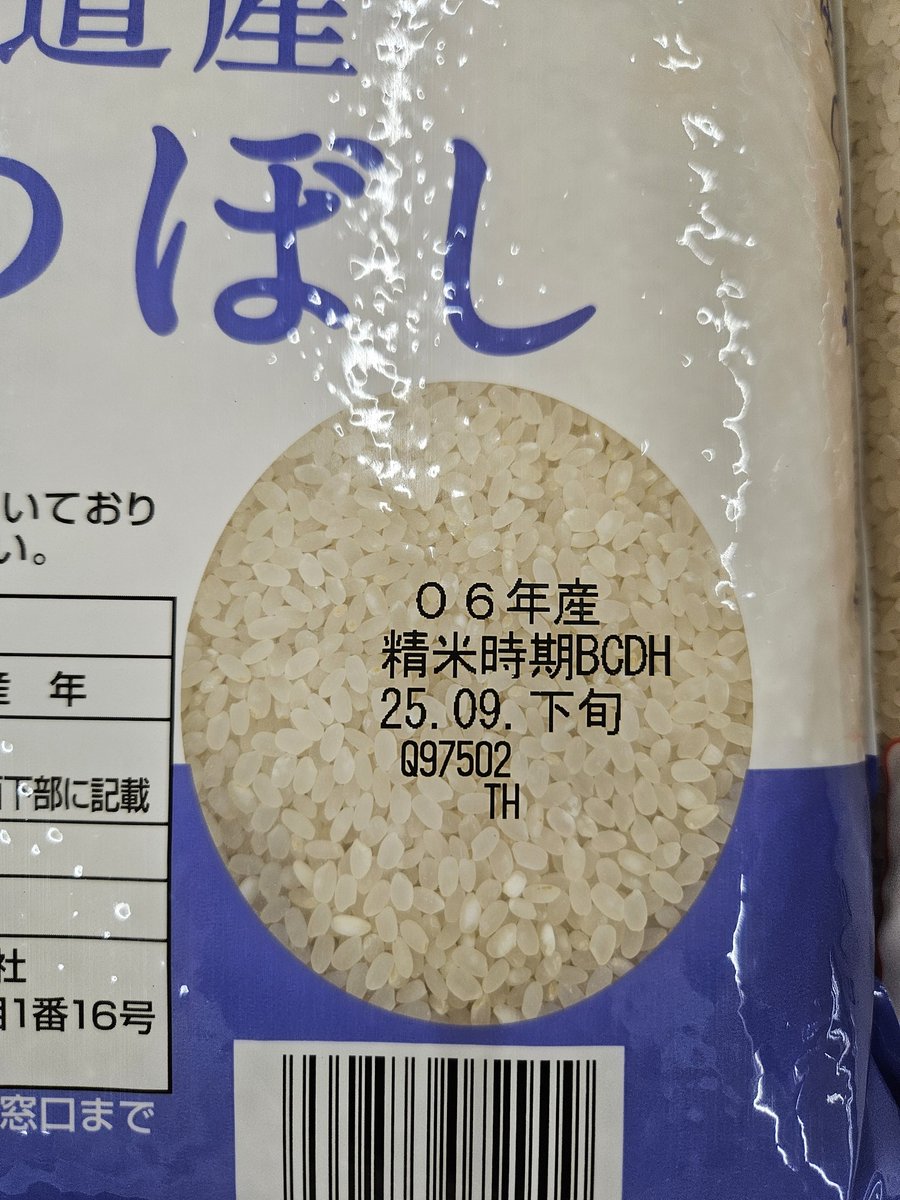 道産
つぼし
いており
い。
産年
下部に記載
社
1番16号
窓口まで
06年産
精米時期BCDH
25.09.下旬
Q97502
TH